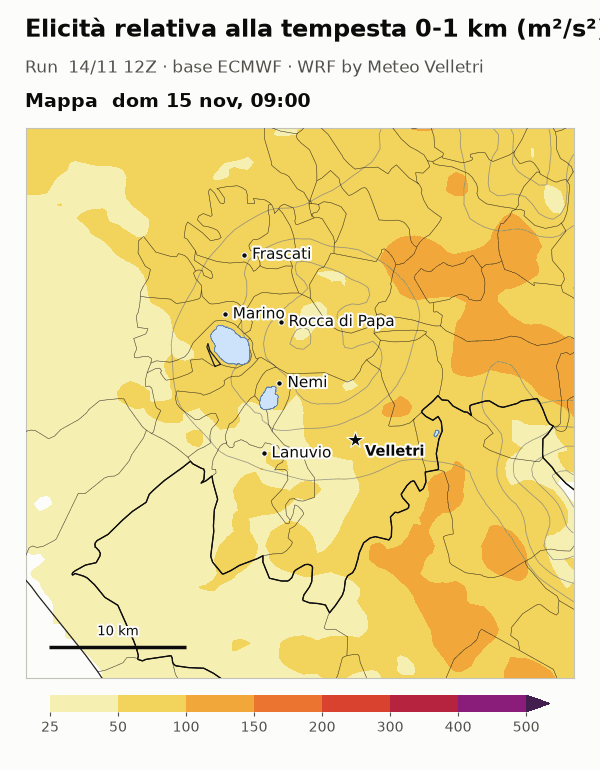 Elicità relativa alla tempesta 0-1 km (m²/s²)
Run 14/11 12Z · base ECMWF · WRF by Meteo Velletri
Mappa dom 15 nov, 09:00
Frascati
Marino
Rocca di Papa
Nemi
Velletri
Lanuvio
10 km
25 50 100 150 200 300 400 500